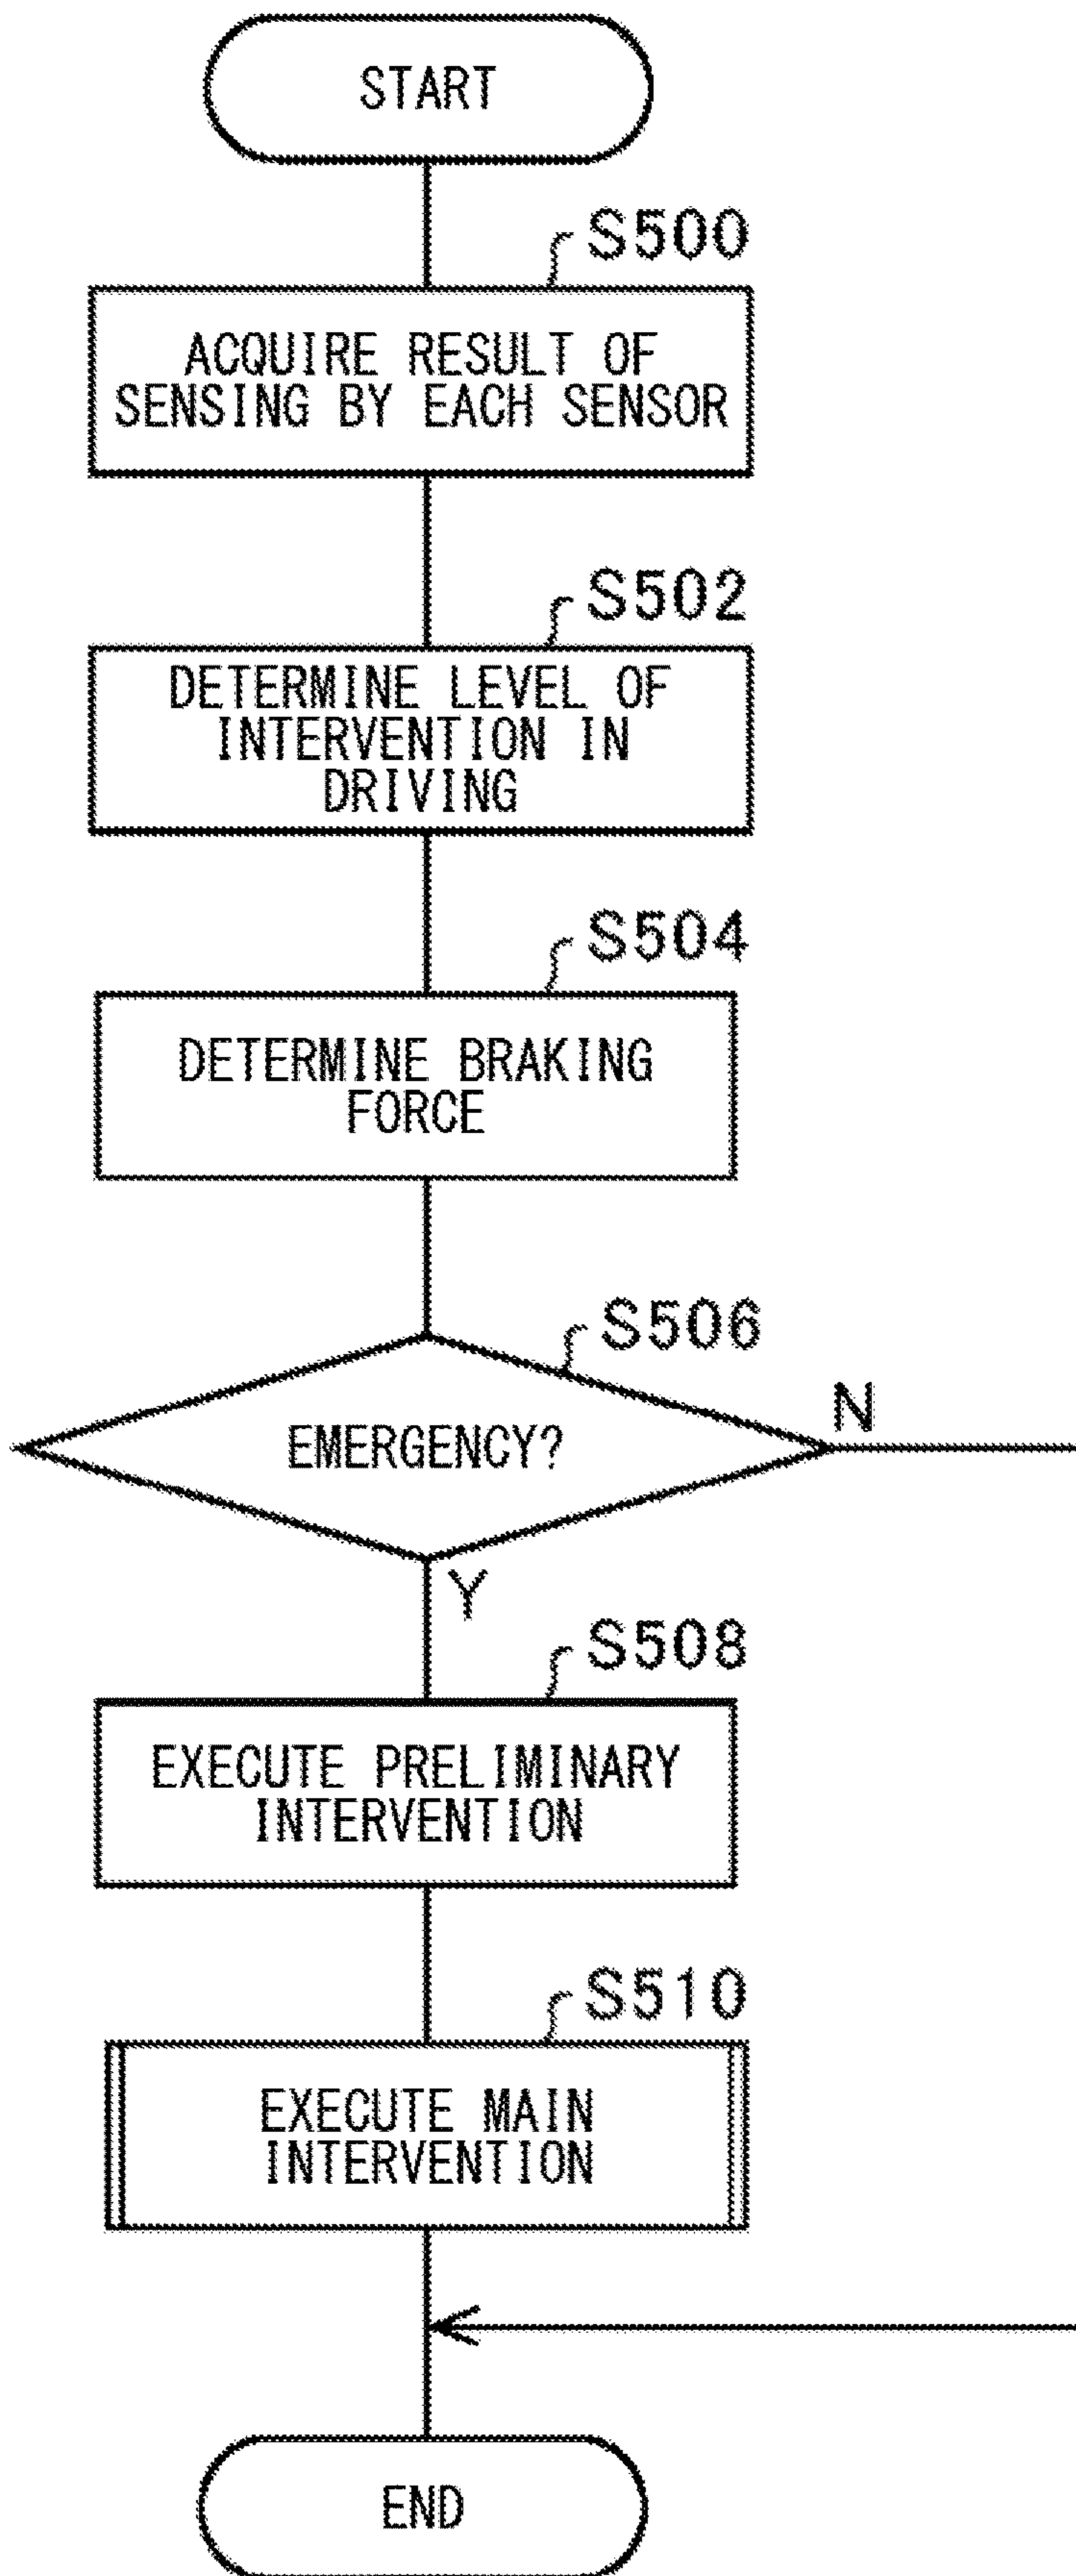 START
S500
ACQUIRE RESULT OF
SENSING BY EACH SENSOR
S502
DETERMINE LEVEL OF
INTERVENTION IN
DRIVING
S504
DETERMINE BRAKING
FORCE
S506
EMERGENCY?
N
Y
S508
EXECUTE PRELIMINARY
INTERVENTION
S510
EXECUTE MAIN
INTERVENTION
END